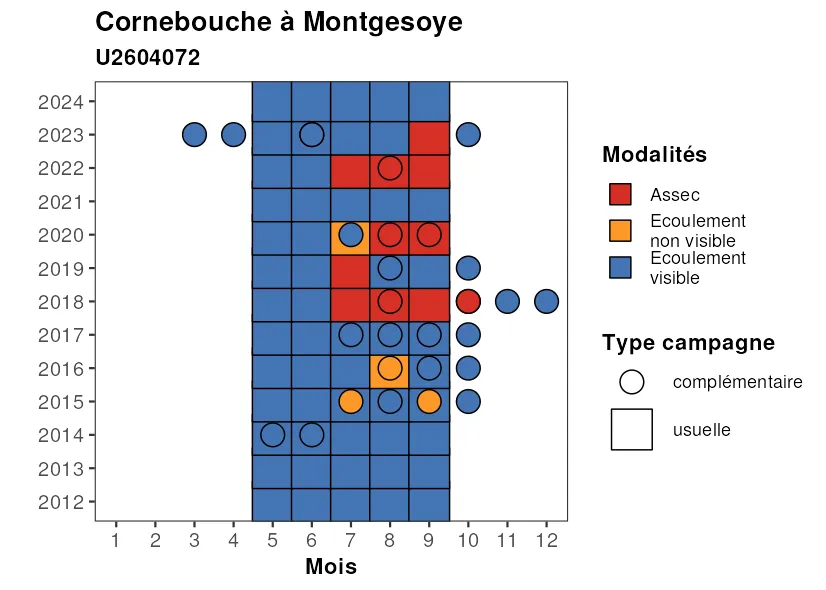 Cornebouche à Montgesoye
U2604072
2024
2023
2022
2021
2020
2019
2018
2017
2016
2015
2014
2013
2012
1 2 3 4 5 6 7 8 9 10 11 12
Mois
Modalités
Assec
Ecoulement
non visible
Ecoulement
visible
Type campagne
complémentaire
usuelle